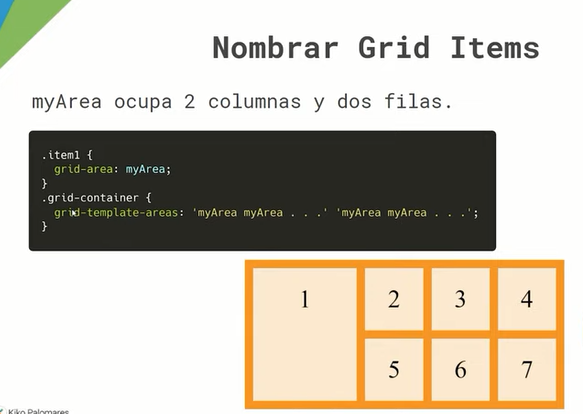 Nombrar Grid Items
myArea ocupa 2 columnas y dos filas.
.item1 {
grid-area: myArea;
}
.grid-container {
grid-template-areas: 'myArea myArea . . .' 'myArea myArea . . .';
}
1 2 3 4
5 6 7
Kiko Palomares